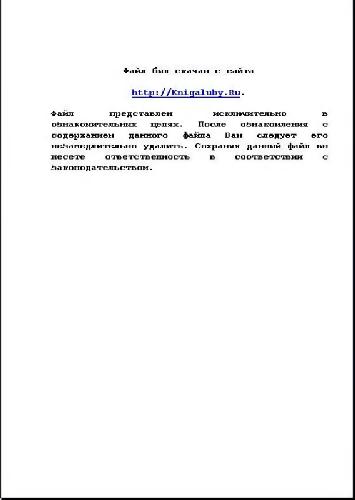 Файл был скачан с сайта
http://Knigaluby.Ru.
Файл представлен исключительно в
ознакомительных целях. После ознакомления с
содержанием данного файла Вам следует его
незамедлительно удалить. Сохраняя данный файл вы
несете ответственность в соответствии с
законодательством.